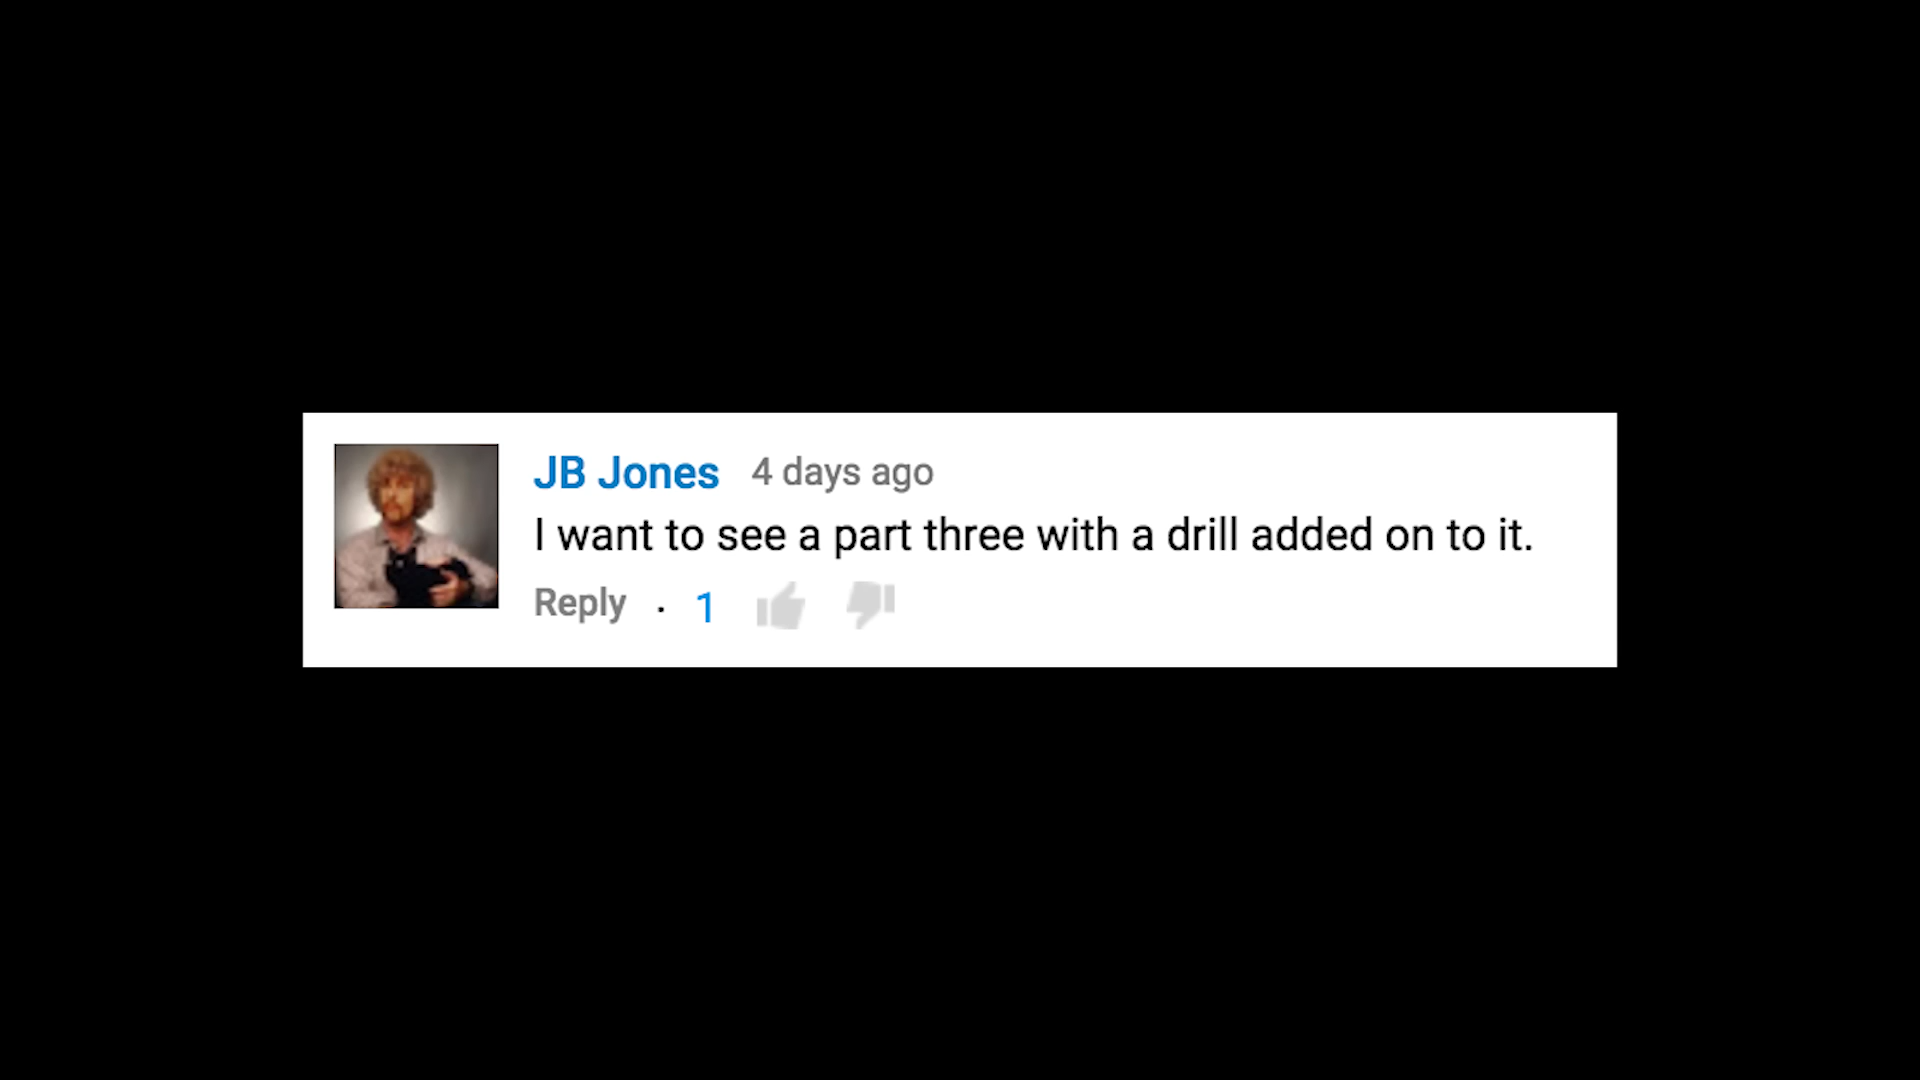 JB Jones 4 days ago
I want to see a part three with a drill added on to it.
Reply · 1